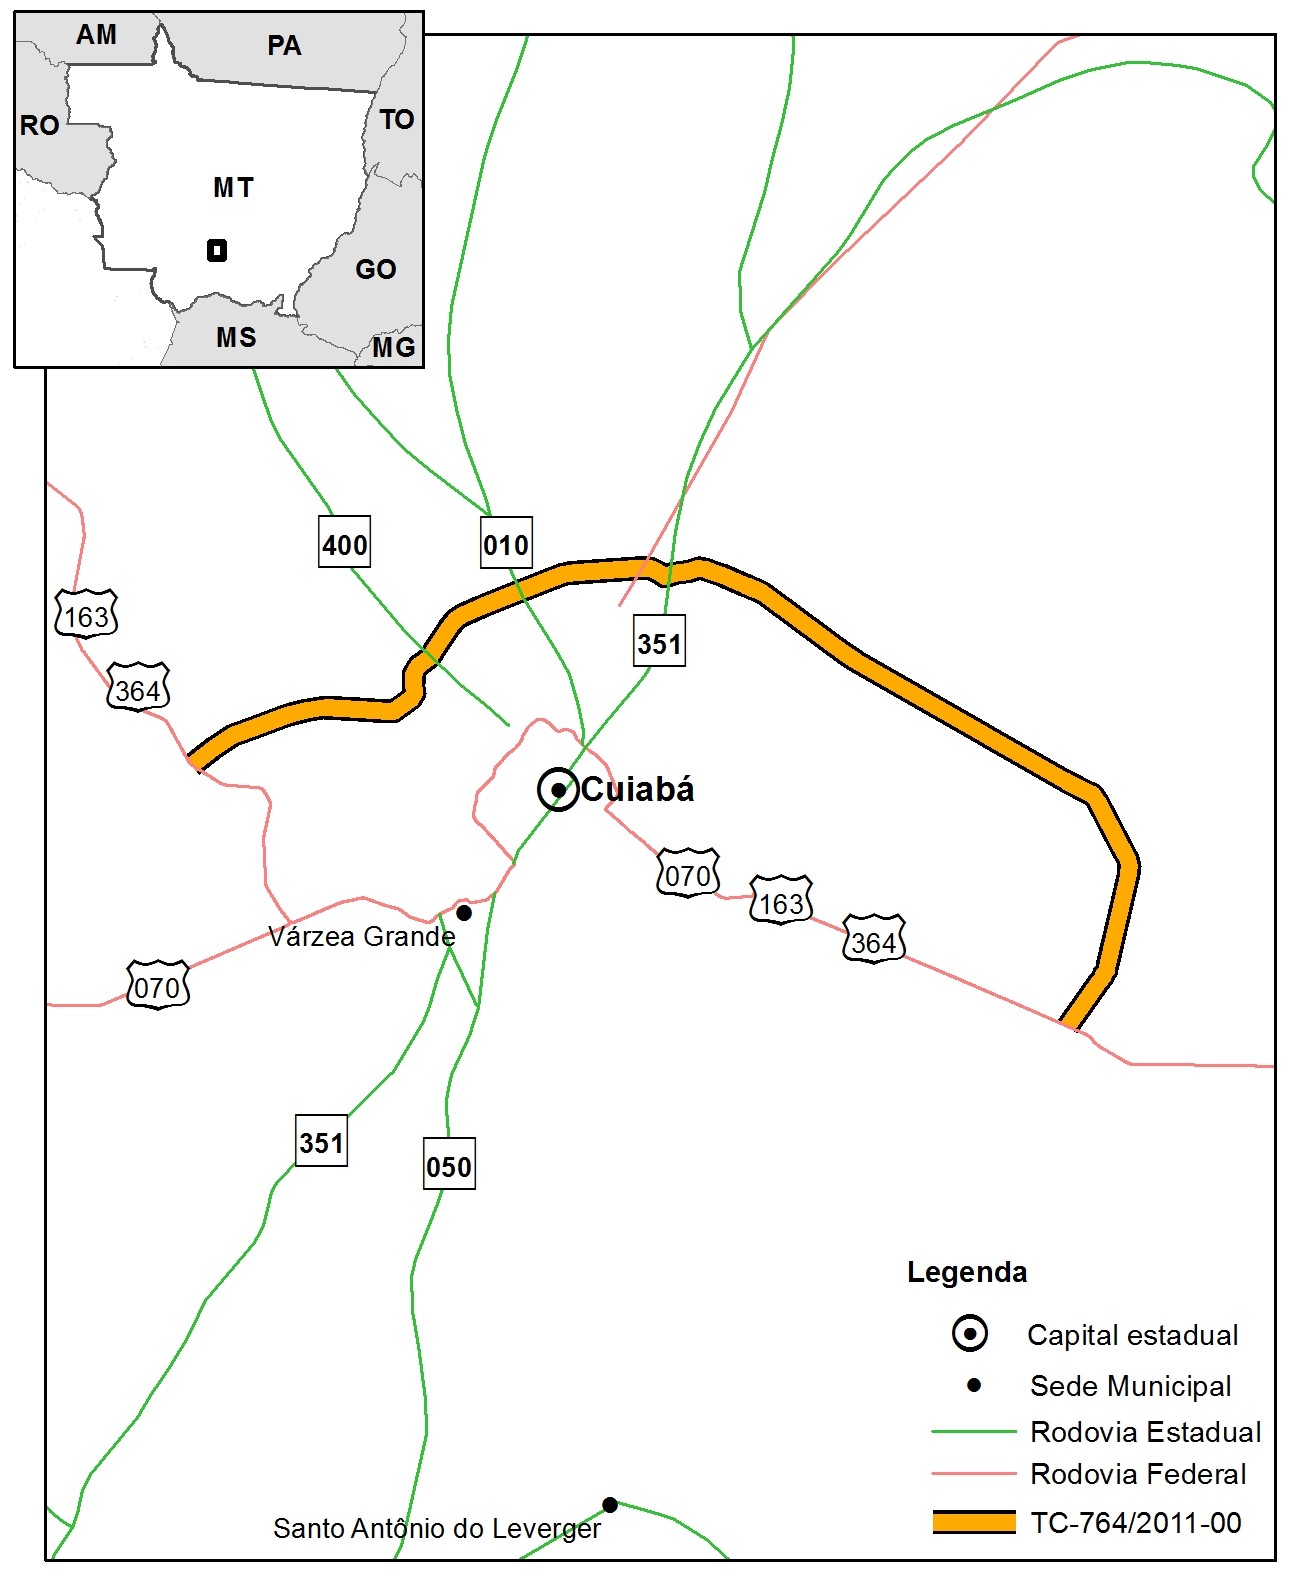 AM
PA
RO
TO
MT
GO
MS
MG
400
010
163
351
364
Cuiabá
070
163
364
Várzea Grande
070
351
050
Legenda
Capital estadual
Sede Municipal
Rodovia Estadual
Rodovia Federal
TC-764/2011-00
Santo Antônio do Leverger